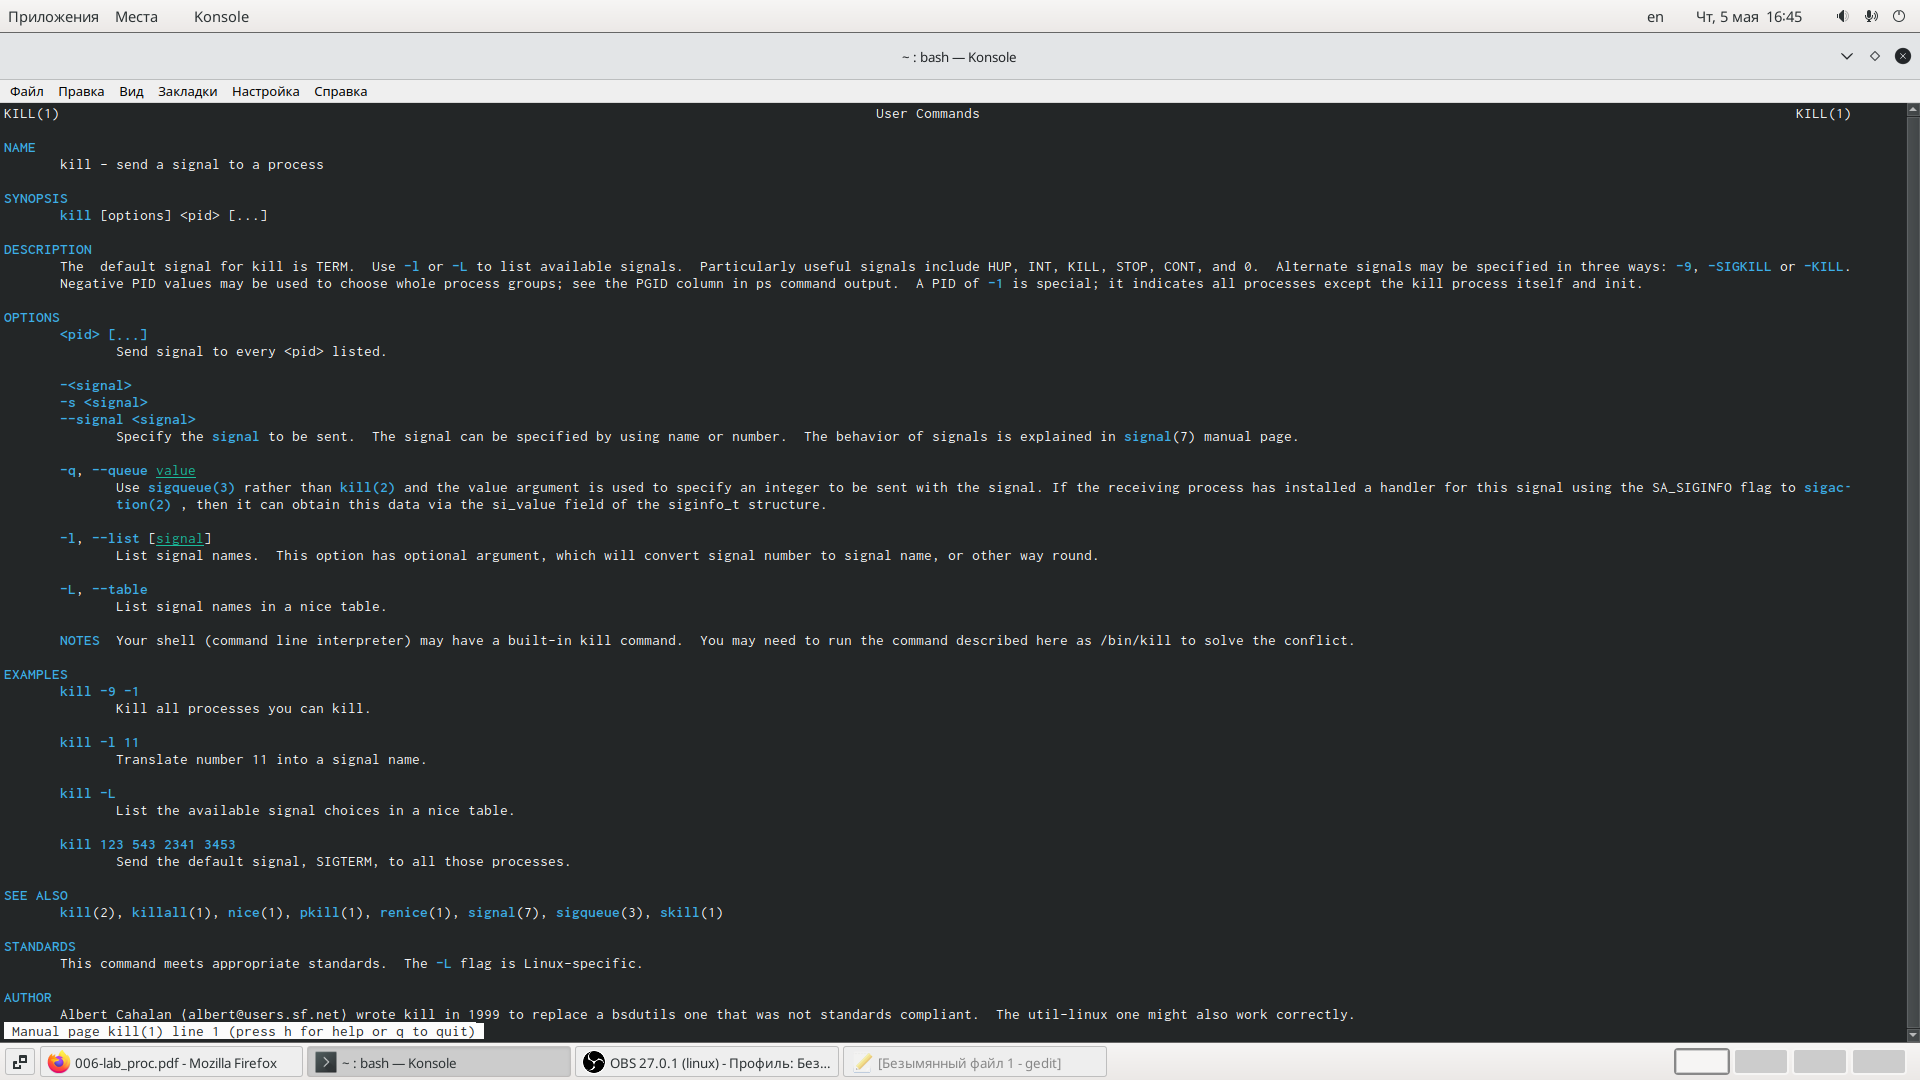 Приложения Места Konsole en Чт, 5 мая 16:45
~ : bash — Konsole
Файл Правка Вид Закладки Настройка Справка
KILL(1) User Commands KILL(1)
NAME
kill - send a signal to a process
SYNOPSIS
kill [options] <pid> [...]
DESCRIPTION
The default signal for kill is TERM. Use -l or -L to list available signals. Particularly useful signals include HUP, INT, KILL, STOP, CONT, and 0. Alternate signals may be specified in three ways: -9, -SIGKILL or -KILL.
Negative PID values may be used to choose whole process groups; see the PGID column in ps command output. A PID of -1 is special; it indicates all processes except the kill process itself and init.
OPTIONS
<pid> [...]
Send signal to every <pid> listed.
-<signal>
-s <signal>
--signal <signal>
Specify the signal to be sent. The signal can be specified by using name or number. The behavior of signals is explained in signal(7) manual page.
-q, --queue value
Use sigqueue(3) rather than kill(2) and the value argument is used to specify an integer to be sent with the signal. If the receiving process has installed a handler for this signal using the SA_SIGINFO flag to sigac-
tion(2) , then it can obtain this data via the si_value field of the siginfo_t structure.
-l, --list [signal]
List signal names. This option has optional argument, which will convert signal number to signal name, or other way round.
-L, --table
List signal names in a nice table.
NOTES Your shell (command line interpreter) may have a built-in kill command. You may need to run the command described here as /bin/kill to solve the conflict.
EXAMPLES
kill -9 -1
Kill all processes you can kill.
kill -l 11
Translate number 11 into a signal name.
kill -L
List the available signal choices in a nice table.
kill 123 543 2341 3453
Send the default signal, SIGTERM, to all those processes.
SEE ALSO
kill(2), killall(1), nice(1), pkill(1), renice(1), signal(7), sigqueue(3), skill(1)
STANDARDS
This command meets appropriate standards. The -L flag is Linux-specific.
AUTHOR
Albert Cahalan ⟨albert@users.sf.net⟩ wrote kill in 1999 to replace a bsdutils one that was not standards compliant. The util-linux one might also work correctly.
Manual page kill(1) line 1 (press h for help or q to quit)
006-lab_proc.pdf - Mozilla Firefox ~ : bash — Konsole OBS 27.0.1 (linux) - Профиль: Без... [Безымянный файл 1 - gedit]